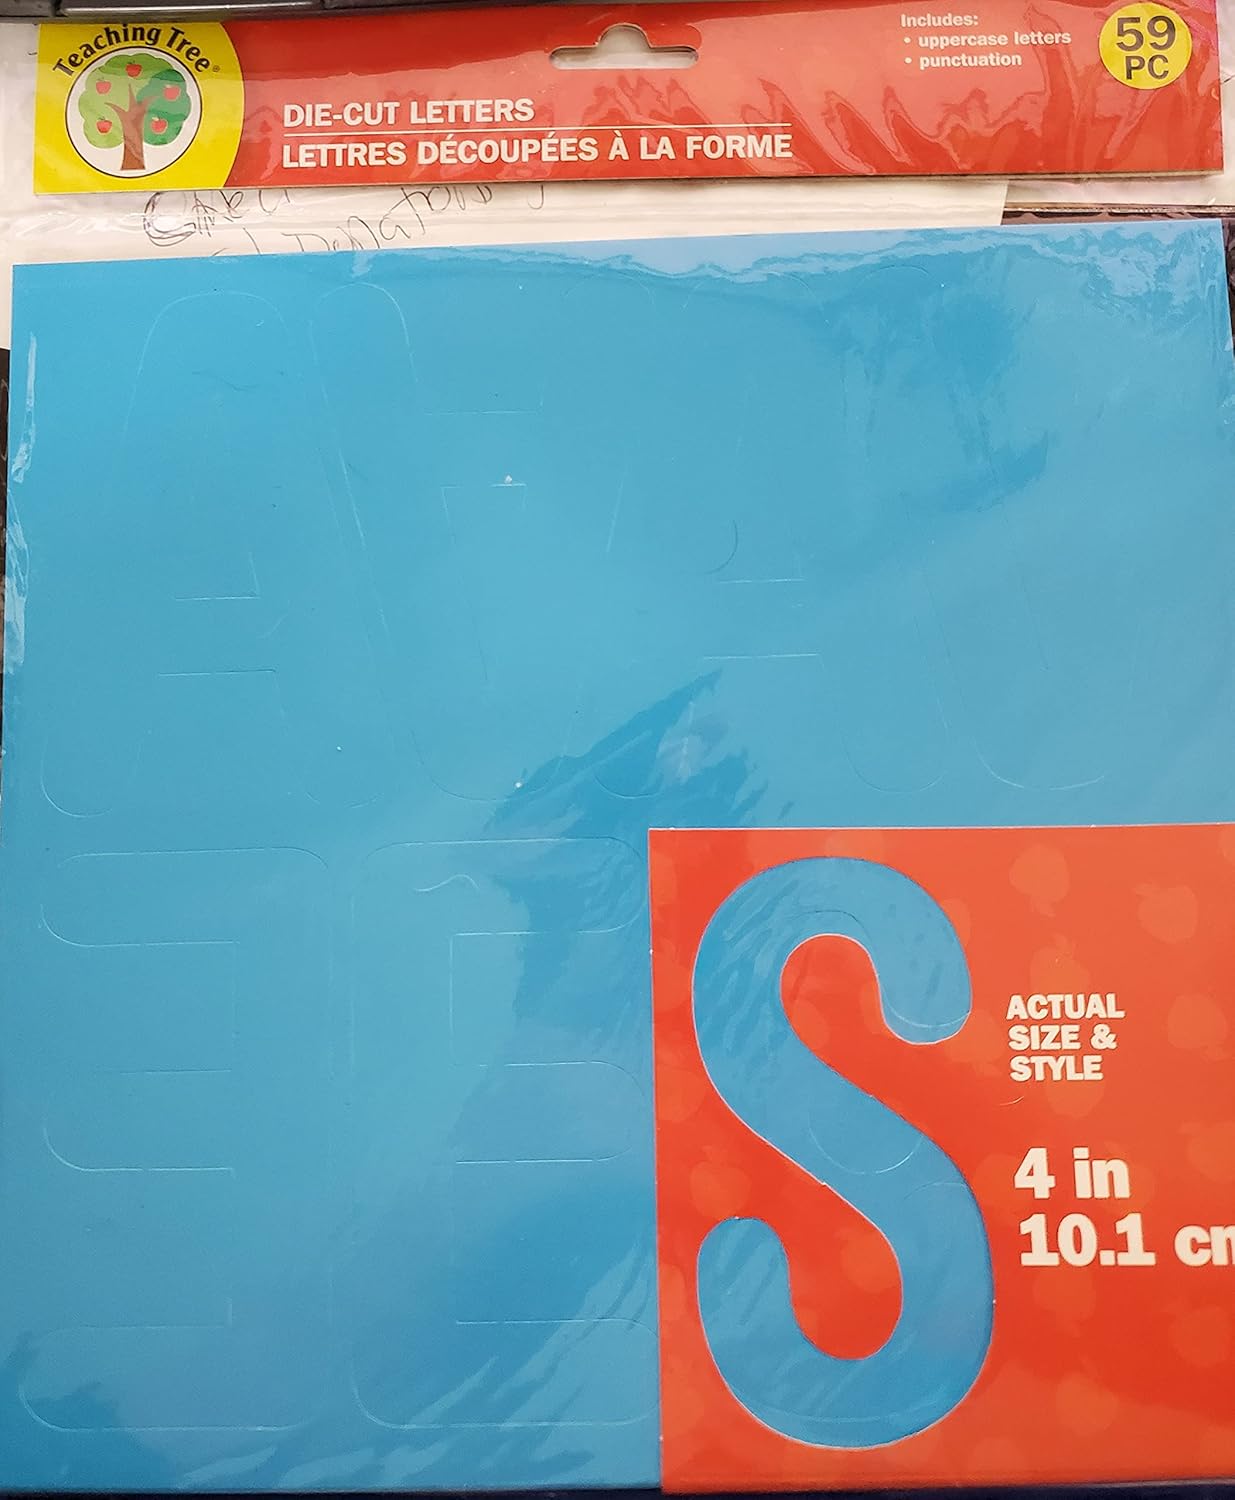 Teaching Tree®
Includes:
• uppercase letters
• punctuation
59
PC
DIE-CUT LETTERS
LETTRES DÉCOUPÉES À LA FORME
S
ACTUAL
SIZE &
STYLE
4 in
10.1